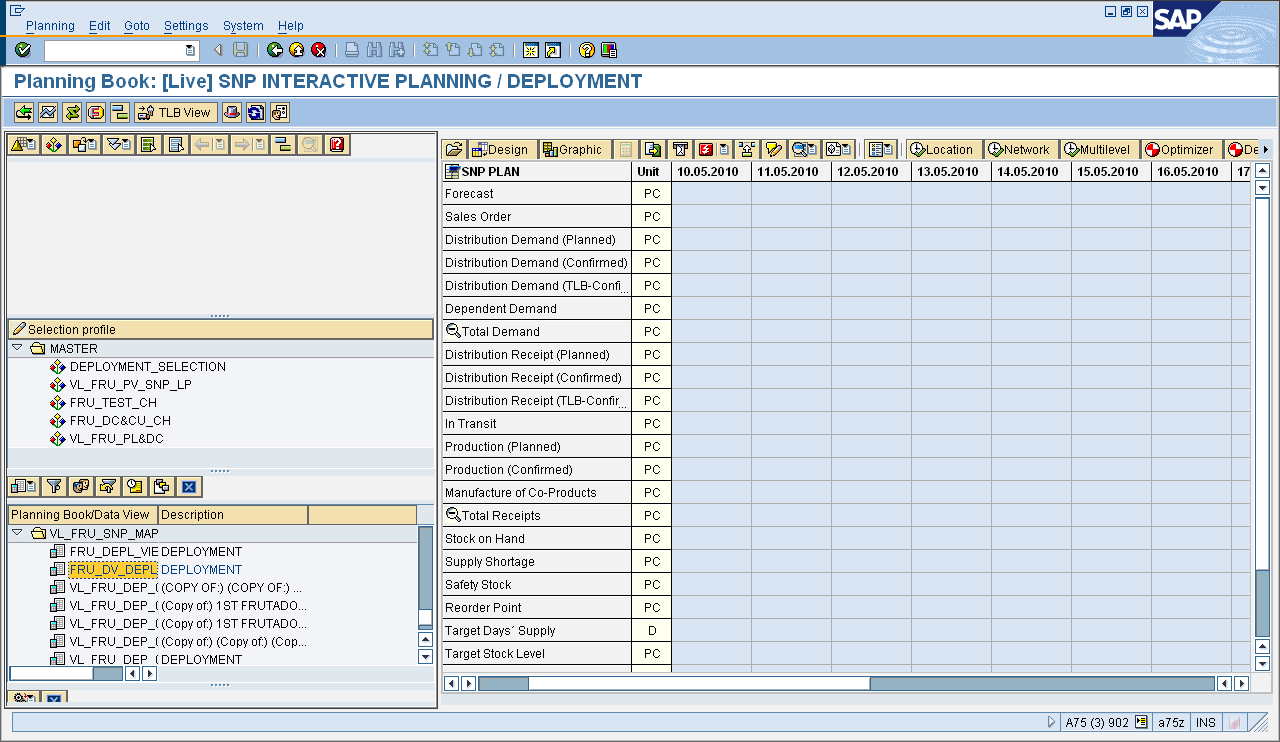 Planning Edit Goto Settings System Help
SAP
Planning Book: [Live] SNP INTERACTIVE PLANNING / DEPLOYMENT
TLB View
Selection profile
MASTER
DEPLOYMENT_SELECTION
VL_FRU_PV_SNP_LP
FRU_TEST_CH
FRU_DC&CU_CH
VL_FRU_PL&DC
Planning Book/Data View Description
VL_FRU_SNP_MAP
FRU_DEPL_VIE DEPLOYMENT
FRU_DV_DEPL DEPLOYMENT
VL_FRU_DEP_( (COPY OF:) (COPY OF:) ...
VL_FRU_DEP_( (Copy of:) 1ST FRUTADO...
VL_FRU_DEP_( (Copy of:) 1ST FRUTADO...
VL_FRU_DEP_( (Copy of:) (Copy of:) (Cop...
VL_FRU_DEP_( DEPLOYMENT
Design Graphic Location Network Multilevel Optimizer De
SNP PLAN Unit 10.05.2010 11.05.2010 12.05.2010 13.05.2010 14.05.2010 15.05.2010 16.05.2010 17
Forecast PC
Sales Order PC
Distribution Demand (Planned) PC
Distribution Demand (Confirmed) PC
Distribution Demand (TLB-Confi... PC
Dependent Demand PC
Total Demand PC
Distribution Receipt (Planned) PC
Distribution Receipt (Confirmed) PC
Distribution Receipt (TLB-Confir... PC
In Transit PC
Production (Planned) PC
Production (Confirmed) PC
Manufacture of Co-Products PC
Total Receipts PC
Stock on Hand PC
Supply Shortage PC
Safety Stock PC
Reorder Point PC
Target Days´ Supply D
Target Stock Level PC
A75 (3) 902 a75z INS